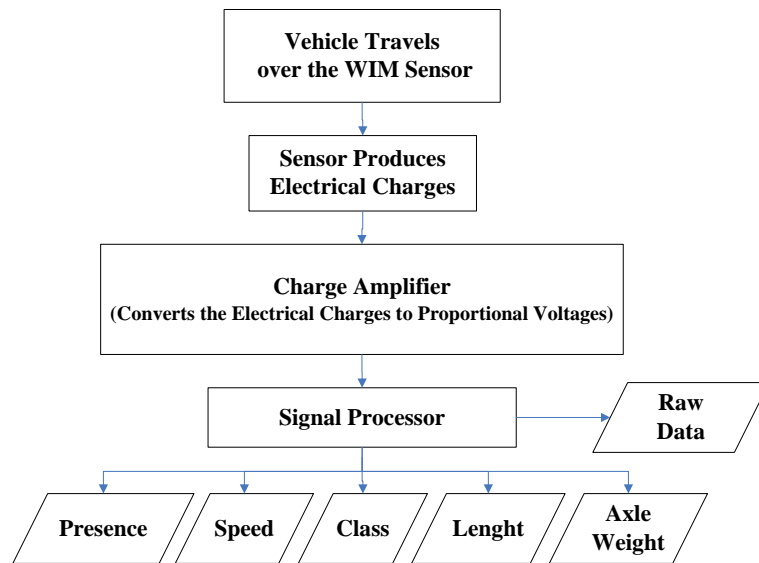 Vehicle Travels
over the WIM Sensor
Sensor Produces
Electrical Charges
Charge Amplifier
(Converts the Electrical Charges to Proportional Voltages)
Signal Processor
Raw
Data
Presence
Speed
Class
Lenght
Axle
Weight